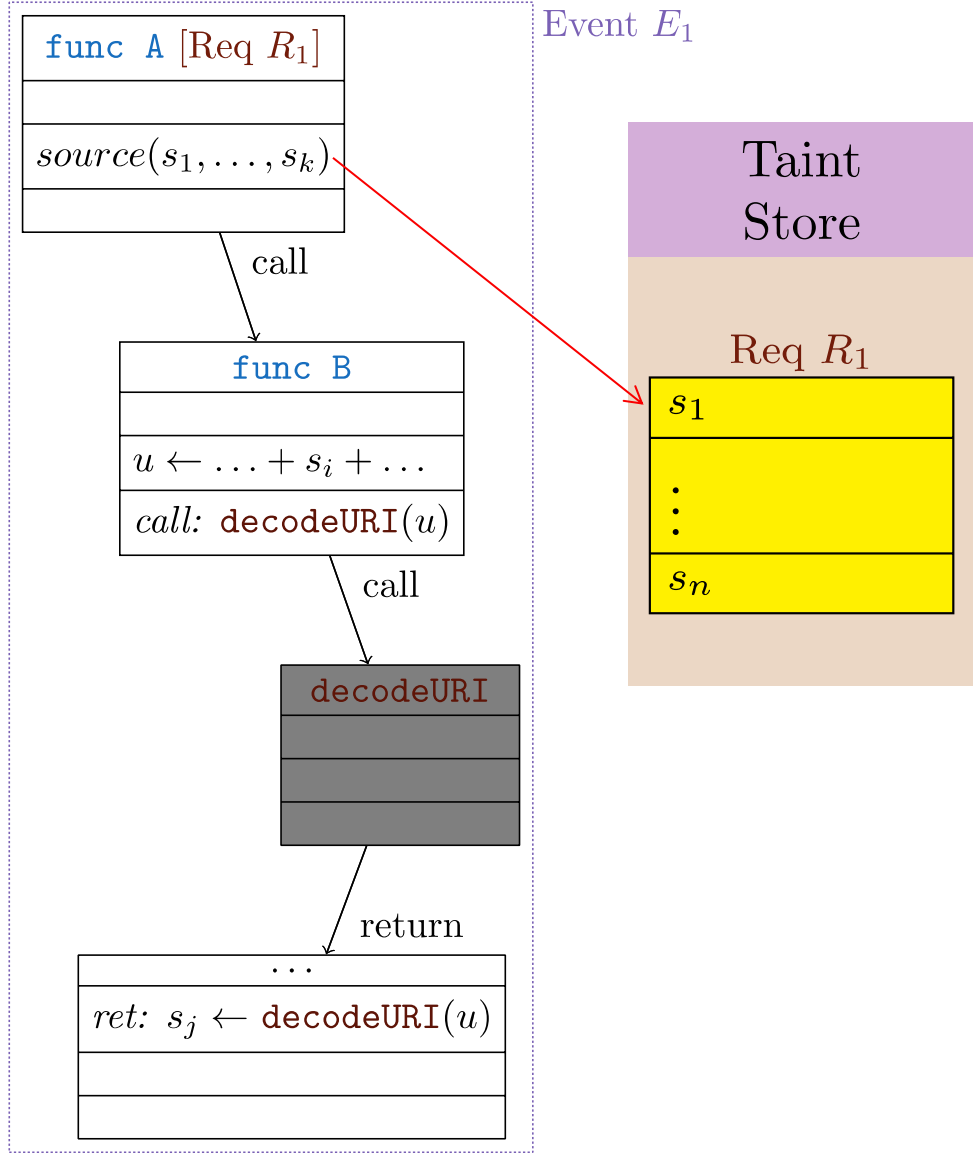 Event E₁
func A [Req R₁]
source(s₁, …, sₖ)
call
func B
u ← … + sᵢ + …
call: decodeURI(u)
call
decodeURI
return
…
ret: sⱼ ← decodeURI(u)
Taint
Store
Req R₁
s₁
⋮
sₙ